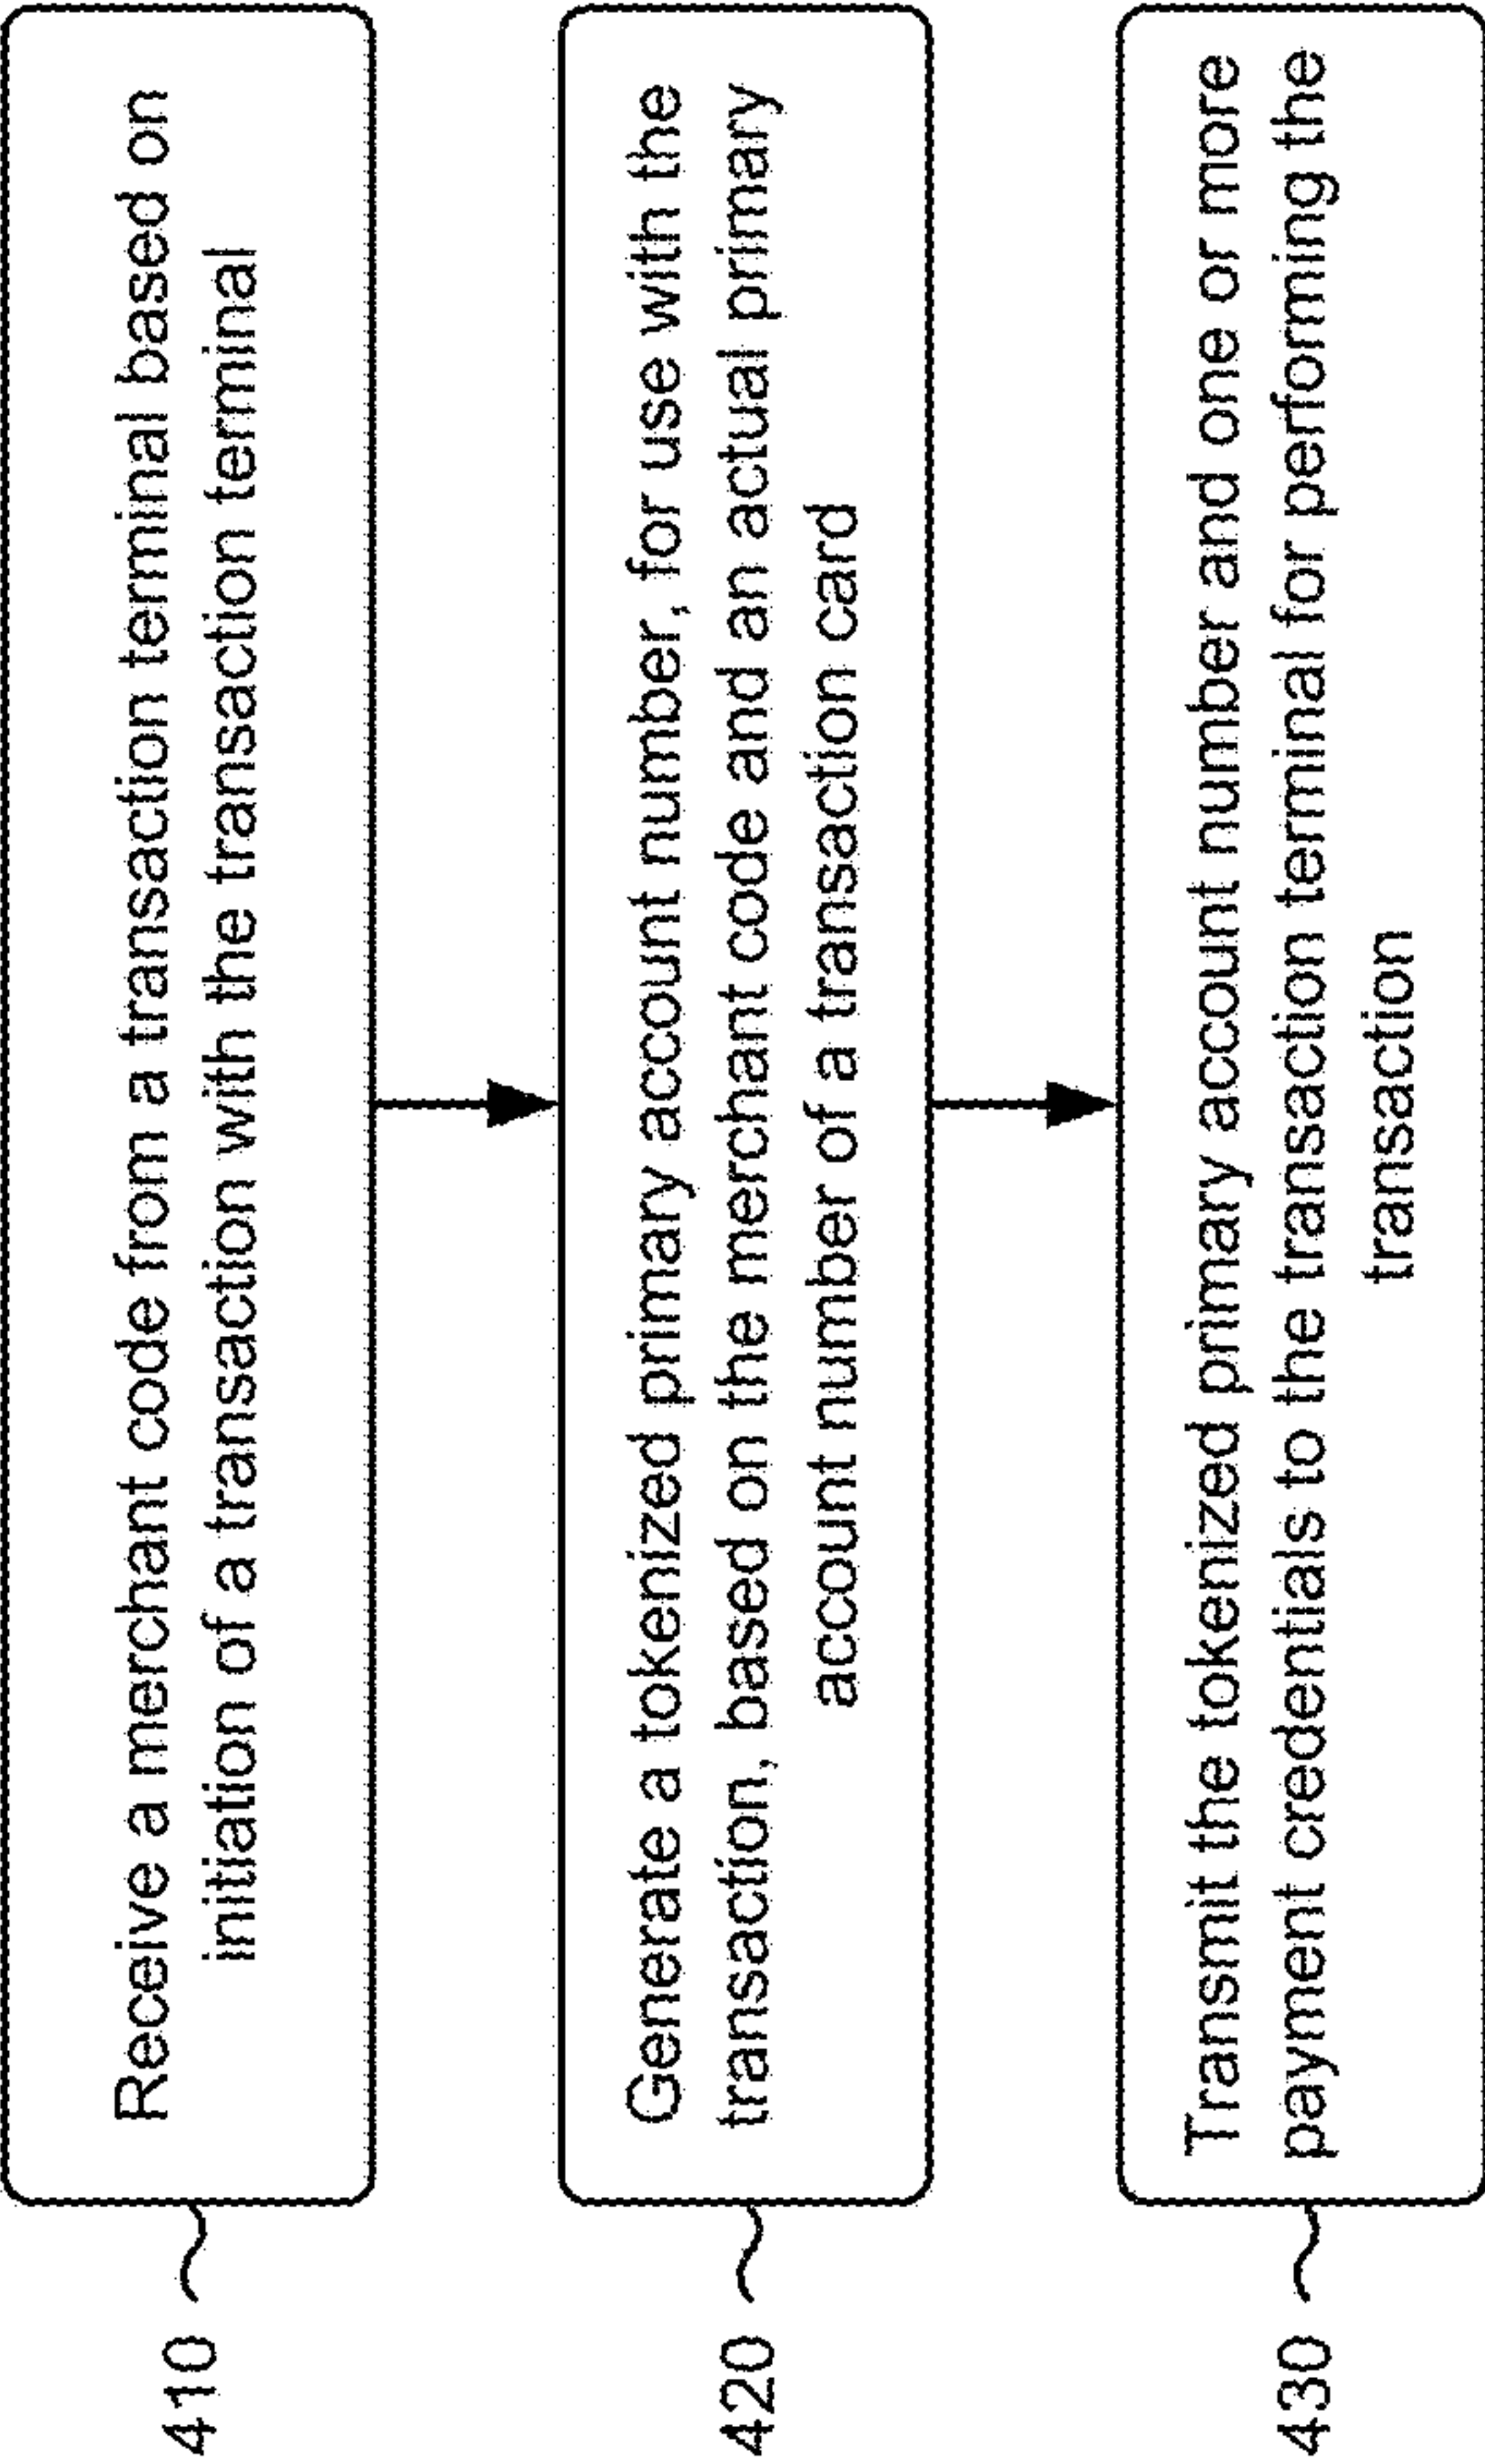 410
Receive a merchant code from a transaction terminal based on
initiation of a transaction with the transaction terminal
420
Generate a tokenized primary account number, for use with the
transaction, based on the merchant code and an actual primary
account number of a transaction card
430
Transmit the tokenized primary account number and one or more
payment credentials to the transaction terminal for performing the
transaction